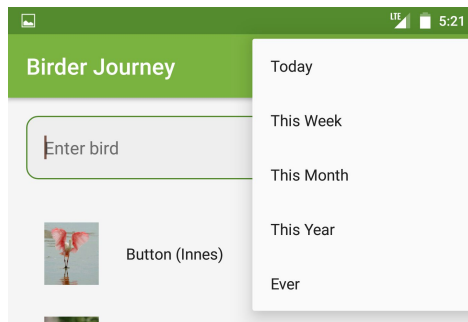 LTE 5:21
Birder Journey
Today
This Week
This Month
This Year
Ever
Enter bird
Button (Innes)